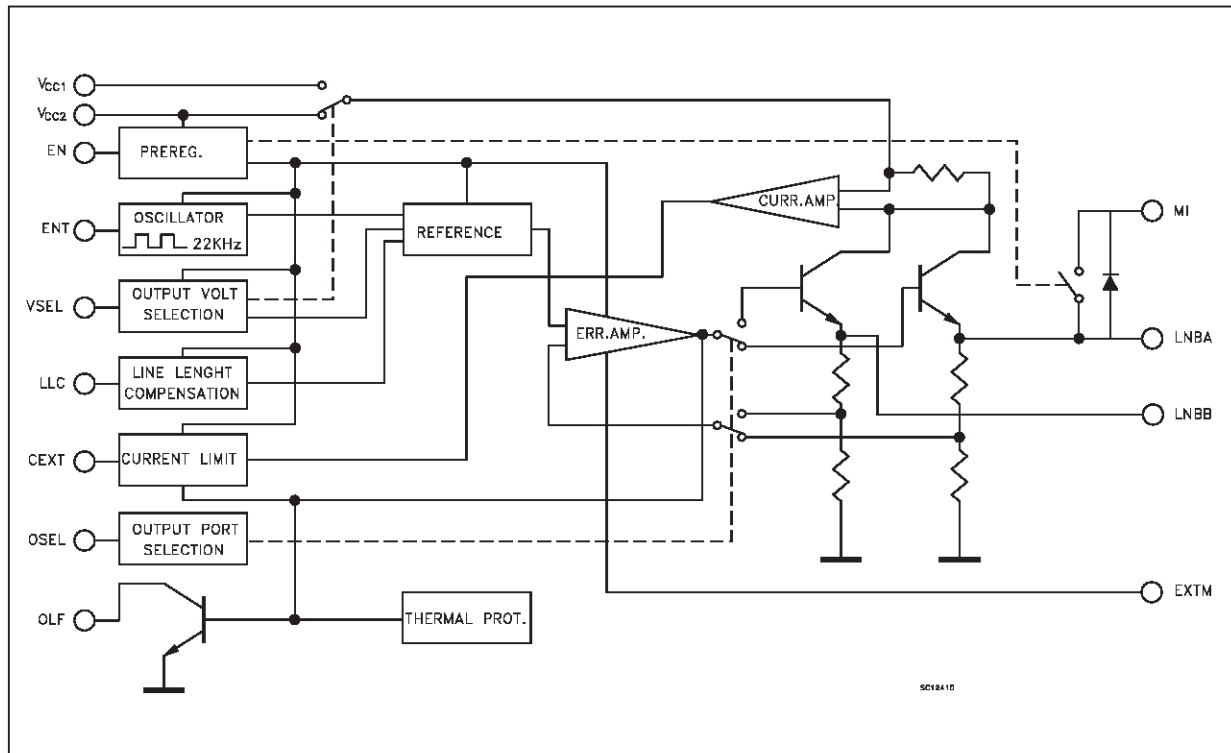 VCC1
VCC2
EN
PREREG.
ENT
OSCILLATOR
22KHz
REFERENCE
CURR.AMP.
MI
VSEL
OUTPUT VOLT
SELECTION
ERR.AMP.
LNBA
LLC
LINE LENGHT
COMPENSATION
LNBB
CEXT
CURRENT LIMIT
OSEL
OUTPUT PORT
SELECTION
EXTM
OLF
THERMAL PROT.
SC12410